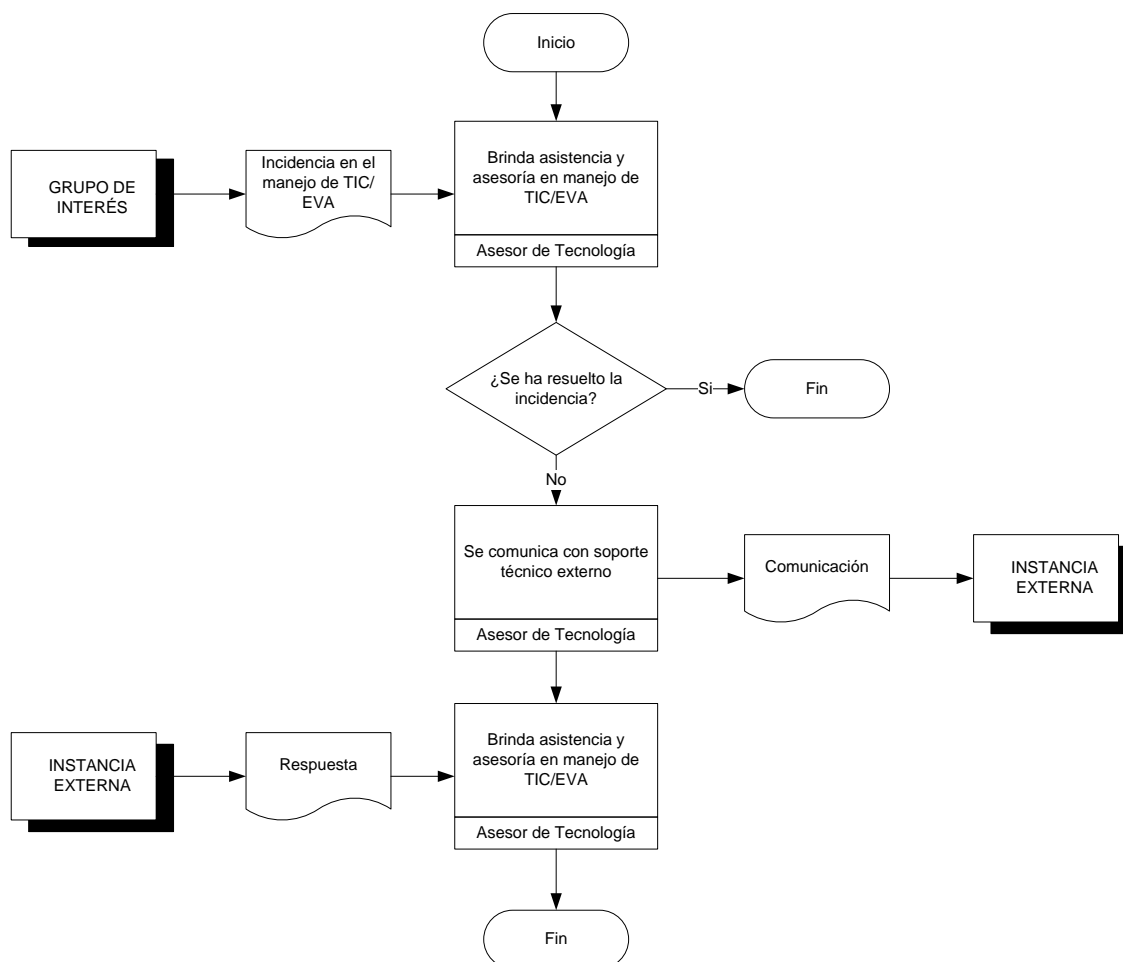 Inicio
GRUPO DE
INTERÉS
Incidencia en el
manejo de TIC/
EVA
Brinda asistencia y
asesoría en manejo de
TIC/EVA
Asesor de Tecnología
¿Se ha resuelto la
incidencia?
Si
Fin
No
Se comunica con soporte
técnico externo
Asesor de Tecnología
Comunicación
INSTANCIA
EXTERNA
INSTANCIA
EXTERNA
Respuesta
Brinda asistencia y
asesoría en manejo de
TIC/EVA
Asesor de Tecnología
Fin